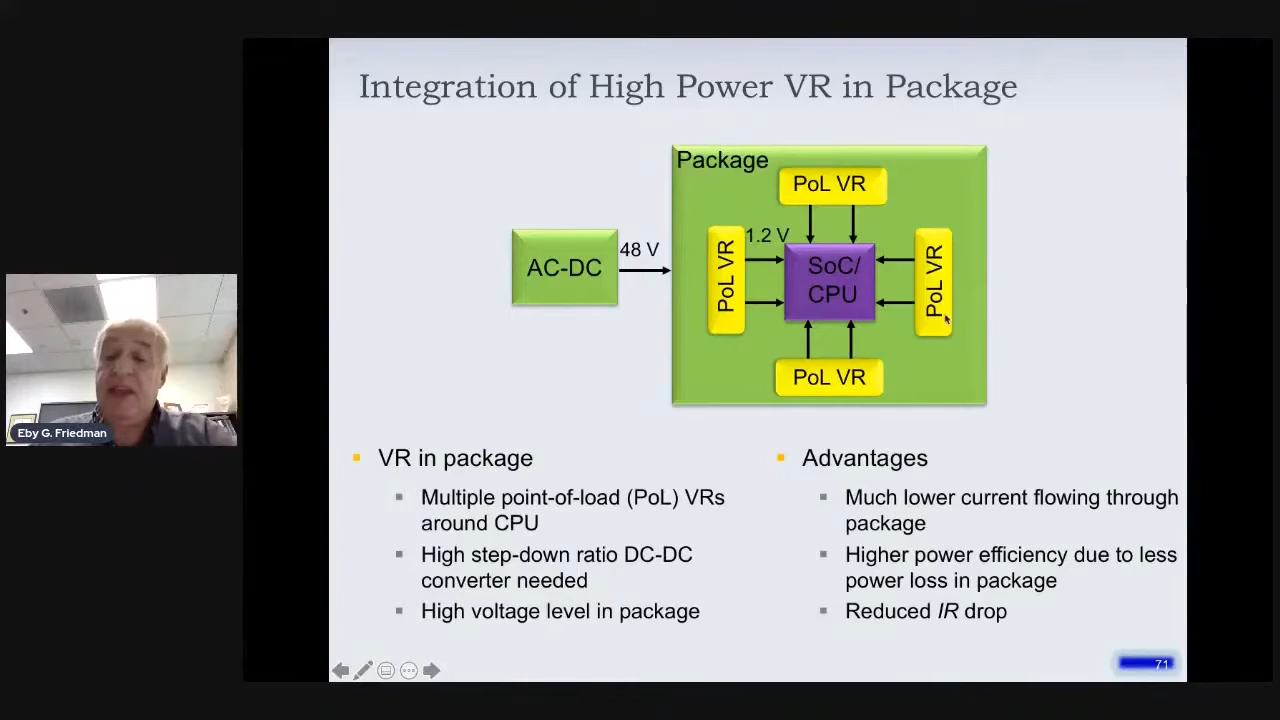 Integration of High Power VR in Package
Package
PoL VR
48 V
1.2 V
AC-DC
PoL VR
SoC/
CPU
PoL VR
PoL VR
Eby G. Friedman
VR in package
Multiple point-of-load (PoL) VRs
around CPU
High step-down ratio DC-DC
converter needed
High voltage level in package
Advantages
Much lower current flowing through
package
Higher power efficiency due to less
power loss in package
Reduced IR drop
71